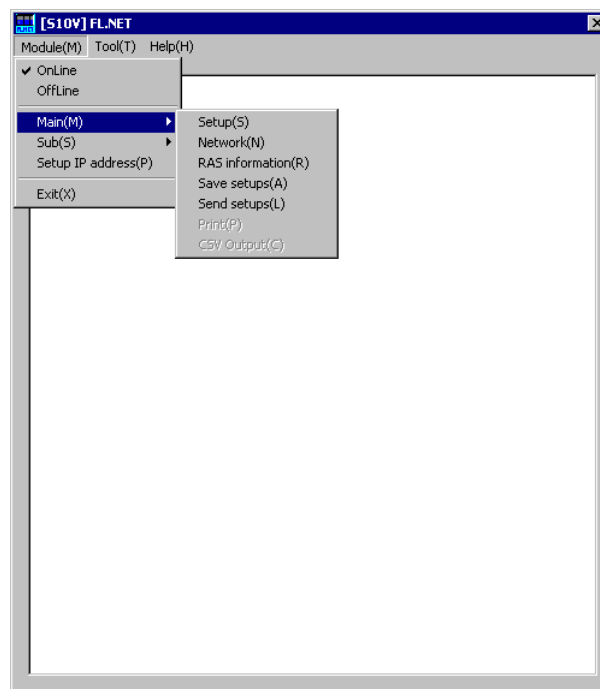 [S10V] FL.NET
Module(M) Tool(T) Help(H)
OnLine
OffLine
Main(M)
Sub(S)
Setup IP address(P)
Exit(X)
Setup(S)
Network(N)
RAS information(R)
Save setups(A)
Send setups(L)
Print(P)
CSV Output(C)